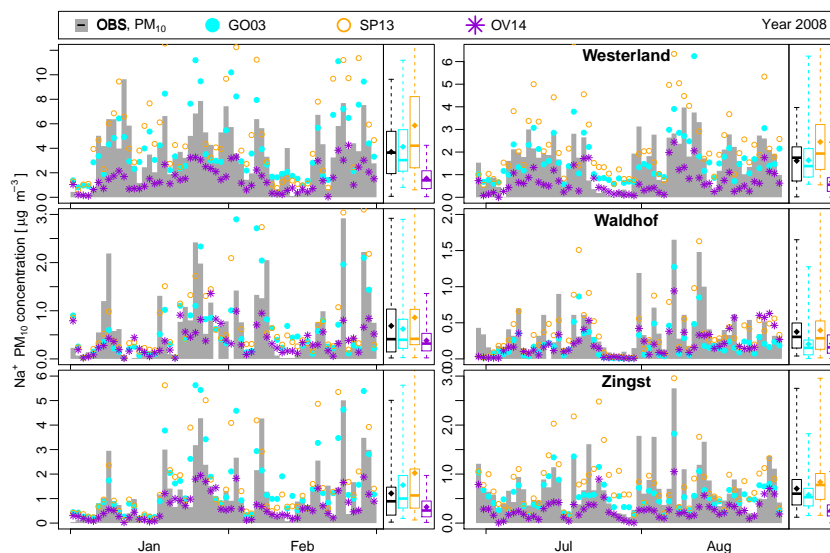 OBS, PM₁₀ GO03 SP13 OV14 Year 2008
Na⁺ PM₁₀ concentration [ µg m⁻³ ]
0 2 4 6 8 10 12
Westerland
0 1 2 3 4 5 6
0.0 1.0 2.0 3.0
Waldhof
0.0 0.5 1.0 1.5 2.0
0 1 2 3 4 5 6
Zingst
0.0 1.0 2.0 3.0
Jan Feb Jul Aug